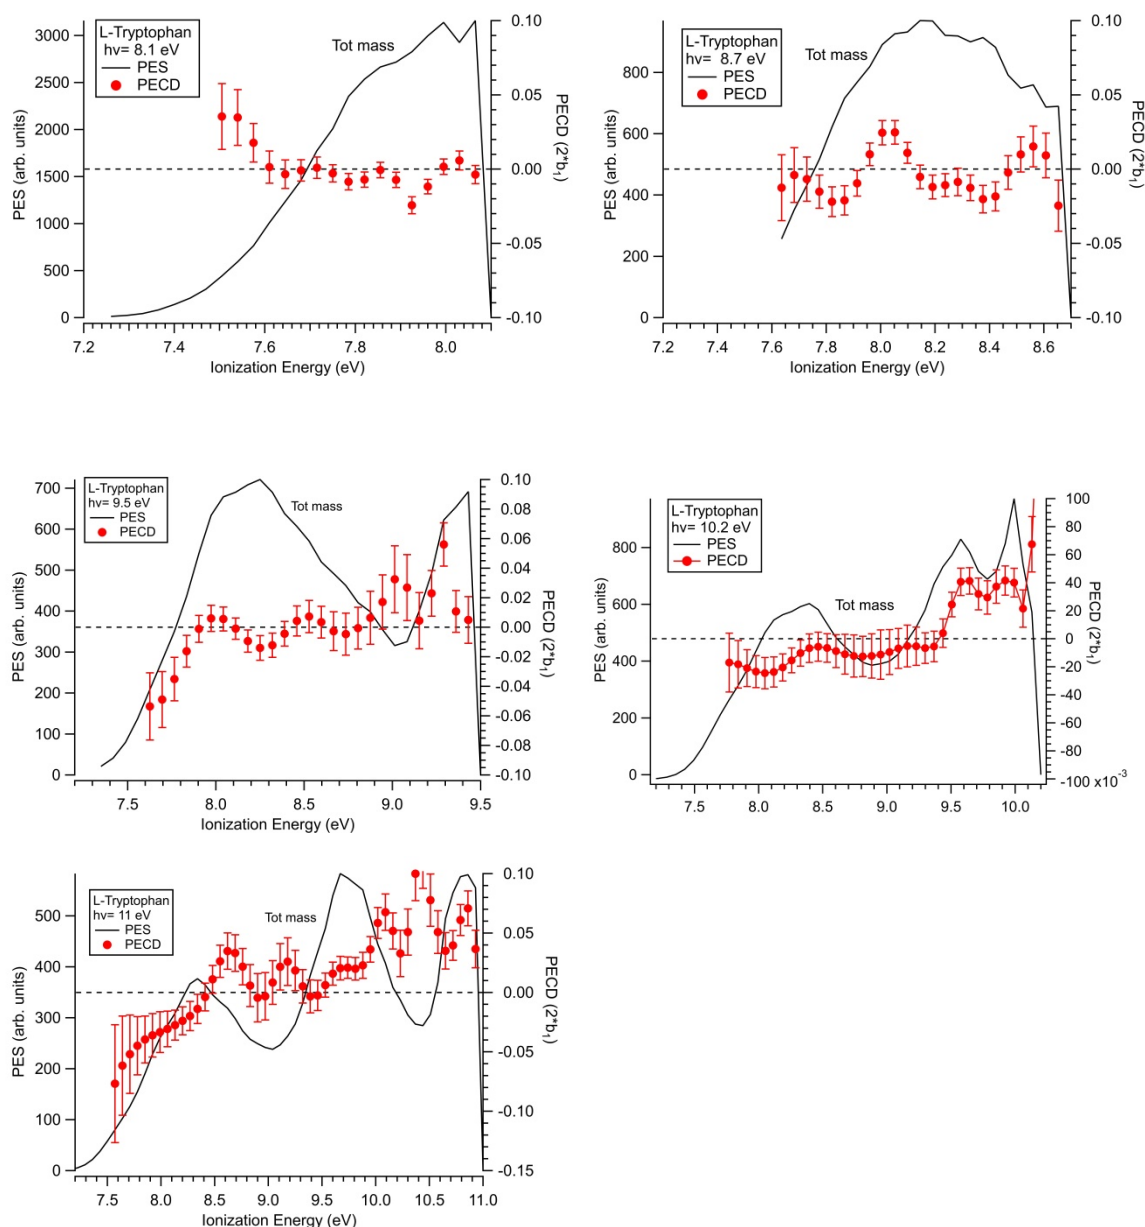 L-Tryptophan
hν= 8.1 eV
PES
PECD
Tot mass
PES (arb. units)
3000
2500
2000
1500
1000
500
0
0.10
0.05
0.00
-0.05
-0.10
PECD (2*b1)
7.2 7.4 7.6 7.8 8.0
Ionization Energy (eV)
L-Tryptophan
hν= 8.7 eV
PES
PECD
Tot mass
PES (arb. units)
800
600
400
200
0
0.10
0.05
0.00
-0.05
-0.10
PECD (2*b1)
7.2 7.4 7.6 7.8 8.0 8.2 8.4 8.6
Ionization Energy (eV)
L-Tryptophan
hν= 9.5 eV
PES
PECD
Tot mass
PES (arb. units)
700
600
500
400
300
200
100
0
0.10
0.08
0.06
0.04
0.02
0.00
-0.02
-0.04
-0.06
-0.08
-0.10
PECD (2*b1)
7.5 8.0 8.5 9.0 9.5
Ionization Energy (eV)
L-Tryptophan
hν= 10.2 eV
PES
PECD
Tot mass
PES (arb. units)
800
600
400
200
0
100
80
60
40
20
0
-20
-40
-60
-80
-100 x10-3
PECD (2*b1)
7.5 8.0 8.5 9.0 9.5 10.0
L-Tryptophan
hν= 11 eV
PES
PECD
Tot mass
PES (arb. units)
500
400
300
200
100
0
0.10
0.05
0.00
-0.05
-0.10
-0.15
PECD (2*b1)
7.5 8.0 8.5 9.0 9.5 10.0 10.5 11.0
Ionization Energy (eV)